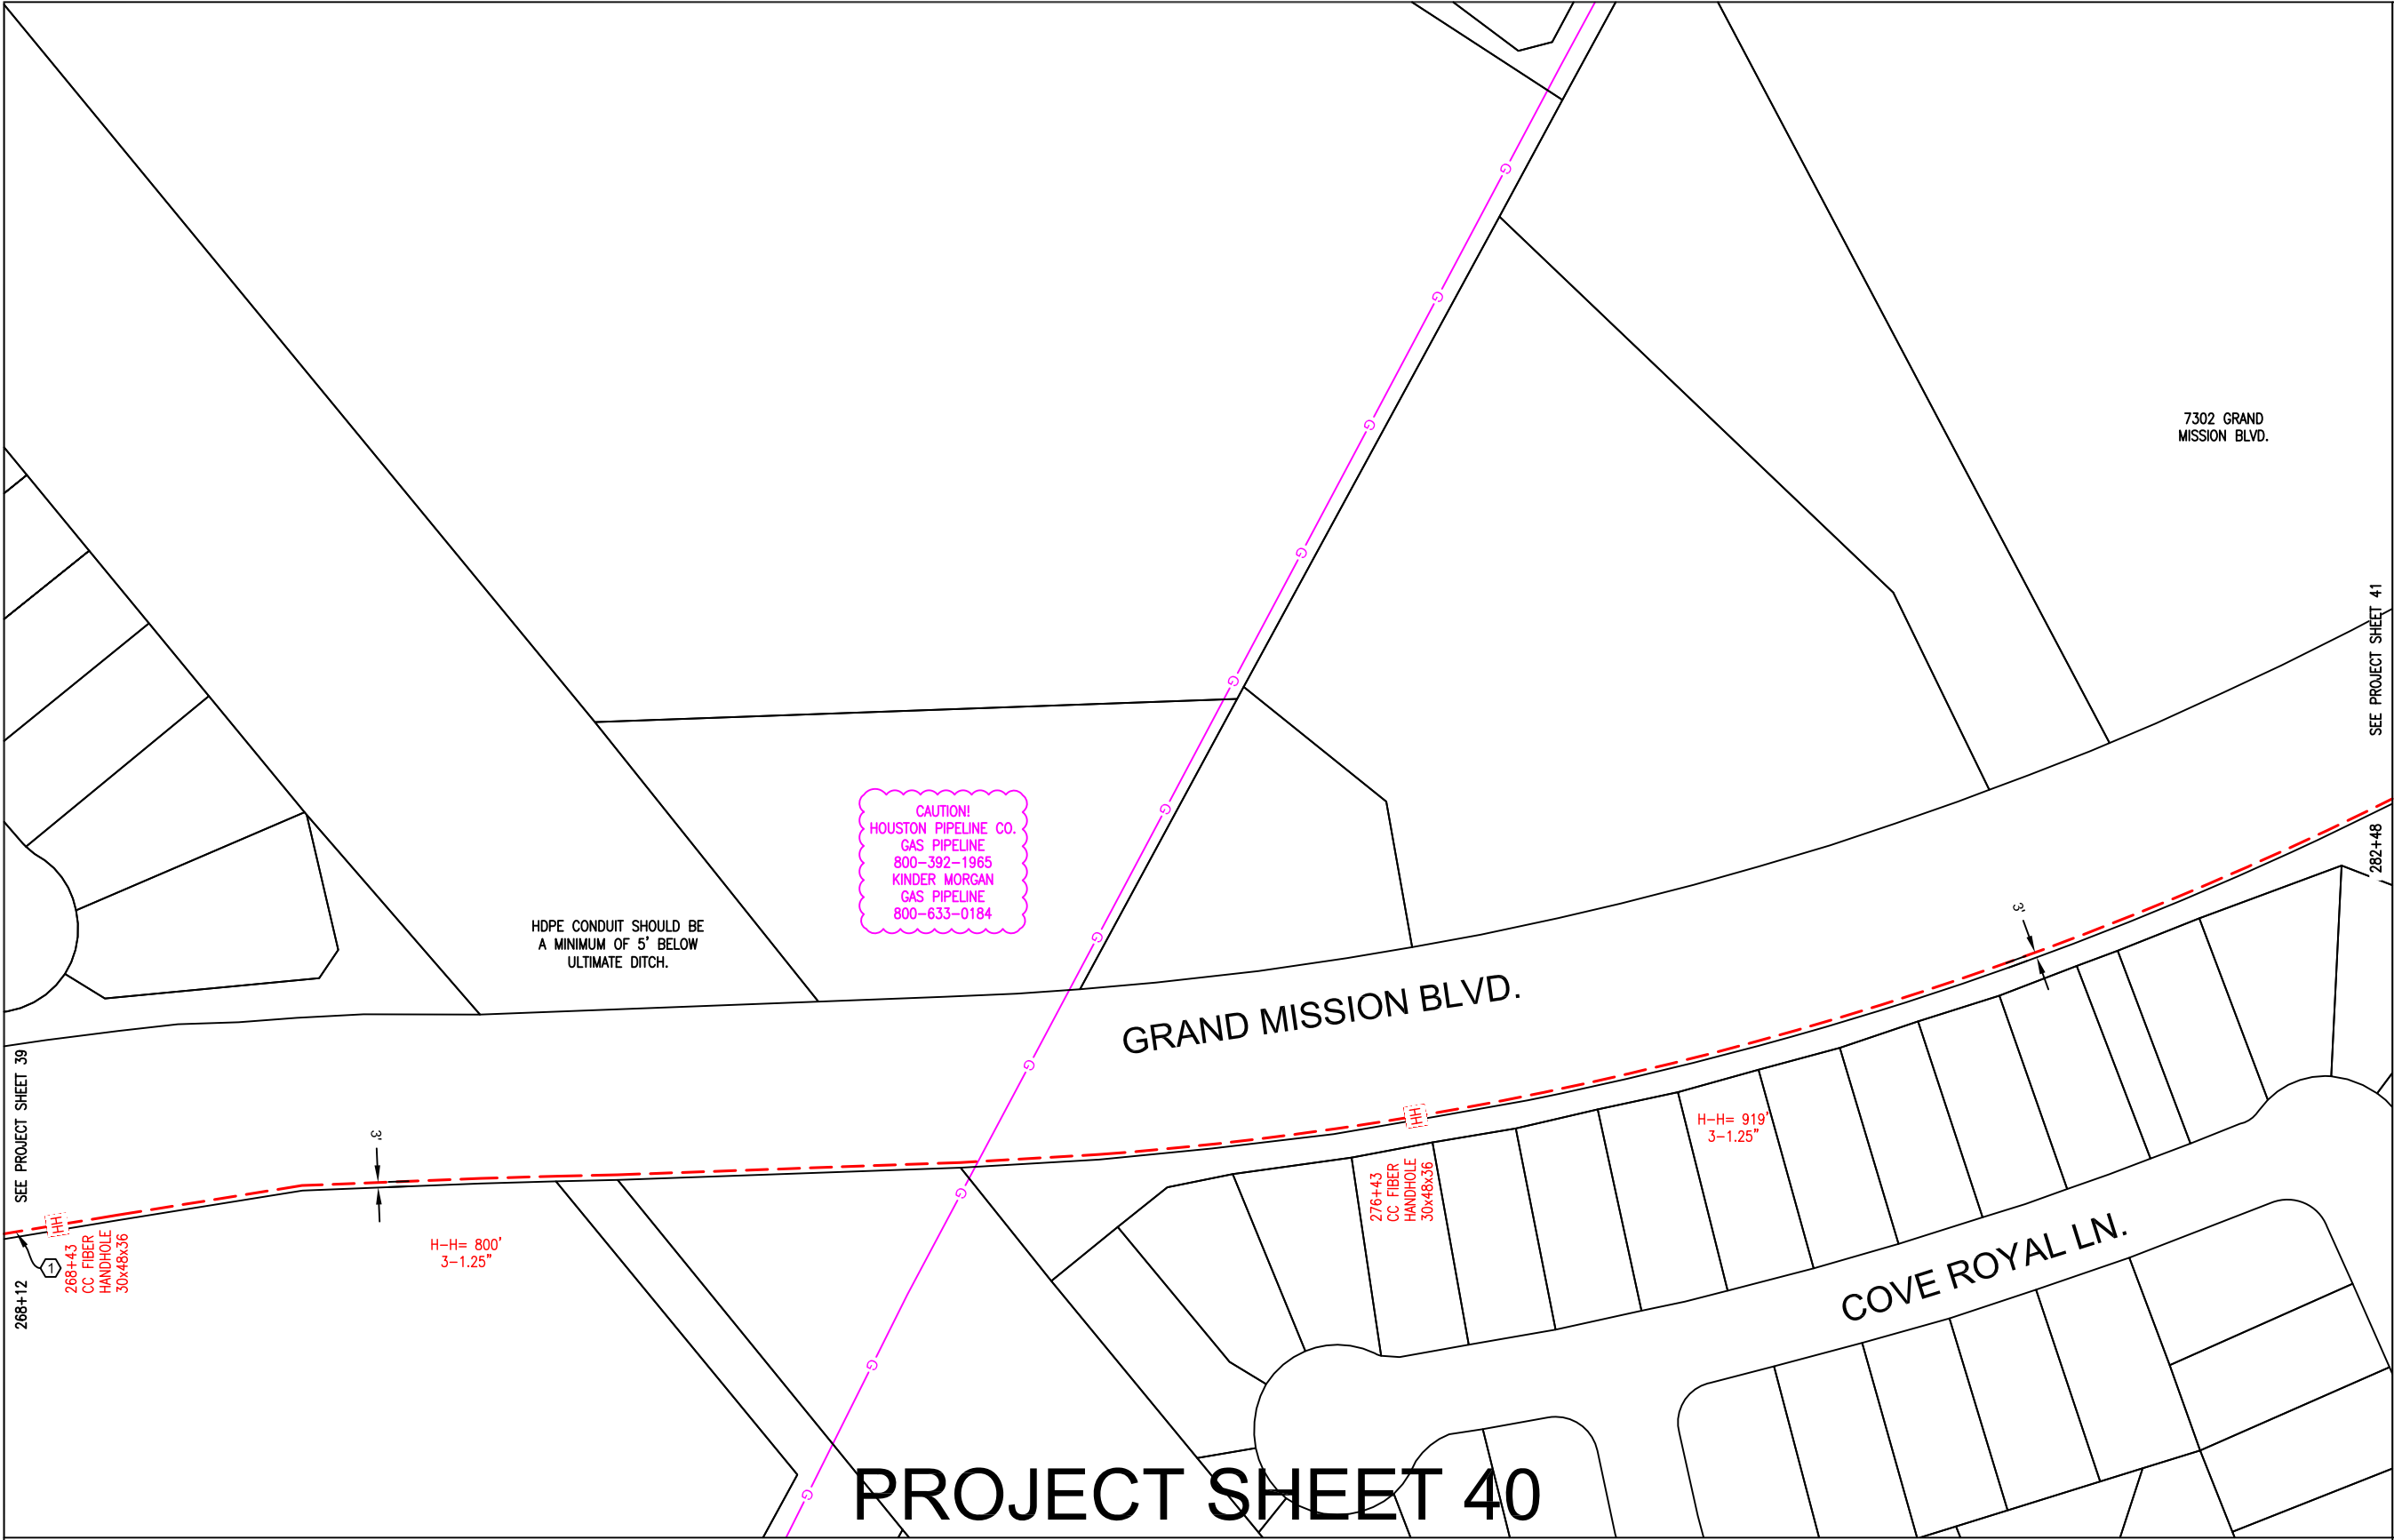 7302 GRAND
MISSION BLVD.
SEE PROJECT SHEET 41
282+48
CAUTION!
HOUSTON PIPELINE CO.
GAS PIPELINE
800-392-1965
KINDER MORGAN
GAS PIPELINE
800-633-0184
HDPE CONDUIT SHOULD BE
A MINIMUM OF 5' BELOW
ULTIMATE DITCH.
GRAND MISSION BLVD.
3'
3'
SEE PROJECT SHEET 39
268+12
HH
1
268+43
CC FIBER
HANDHOLE
30x48x36
H-H= 800'
3-1.25"
HH
276+43
CC FIBER
HANDHOLE
30x48x36
H-H= 919'
3-1.25"
COVE ROYAL LN.
G
G
G
G
G
G
G
G
G
G
G
PROJECT SHEET 40